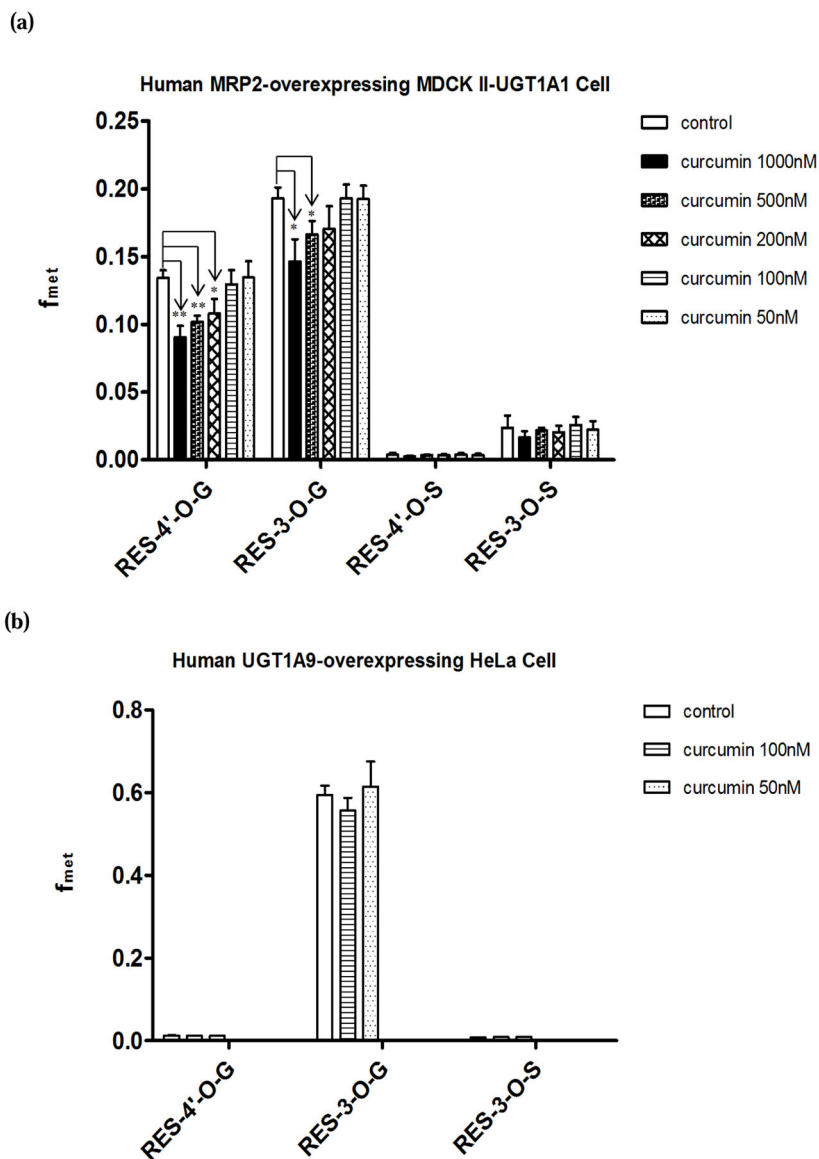 (a)
Human MRP2-overexpressing MDCK II-UGT1A1 Cell
0.25
0.20
0.15
0.10
0.05
0.00
fmet
**
**
*
*
*
RES-4'-O-G
RES-3-O-G
RES-4'-O-S
RES-3-O-S
control
curcumin 1000nM
curcumin 500nM
curcumin 200nM
curcumin 100nM
curcumin 50nM
(b)
Human UGT1A9-overexpressing HeLa Cell
0.8
0.6
0.4
0.2
0.0
fmet
RES-4'-O-G
RES-3-O-G
RES-3-O-S
control
curcumin 100nM
curcumin 50nM